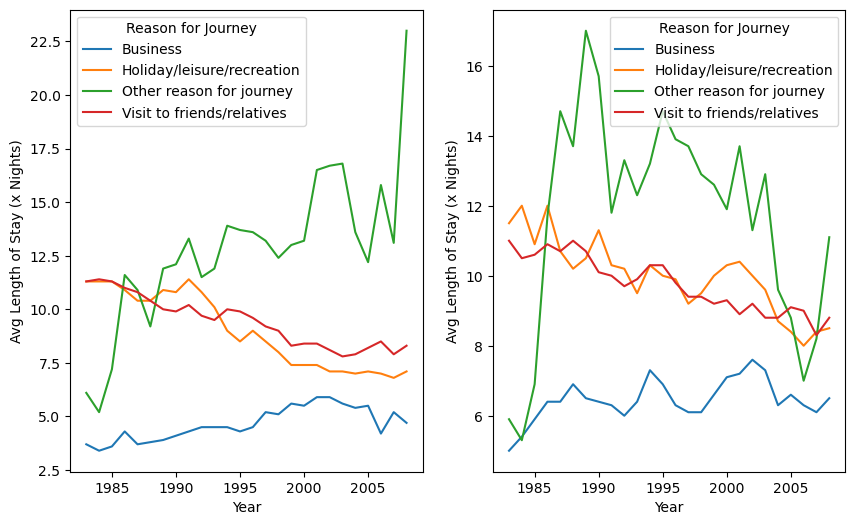 Reason for Journey
Business
Holiday/leisure/recreation
Other reason for journey
Visit to friends/relatives
Avg Length of Stay (x Nights)
22.5
20.0
17.5
15.0
12.5
10.0
7.5
5.0
2.5
1985
1990
1995
2000
2005
Year
Reason for Journey
Business
Holiday/leisure/recreation
Other reason for journey
Visit to friends/relatives
Avg Length of Stay (x Nights)
16
14
12
10
8
6
1985
1990
1995
2000
2005
Year